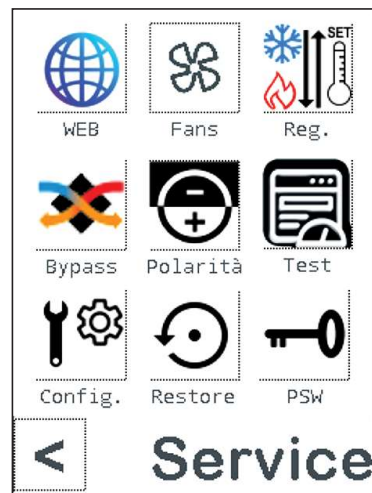 SET
WEB Fans Reg.
Bypass Polarità Test
Config. Restore PSW
< Service